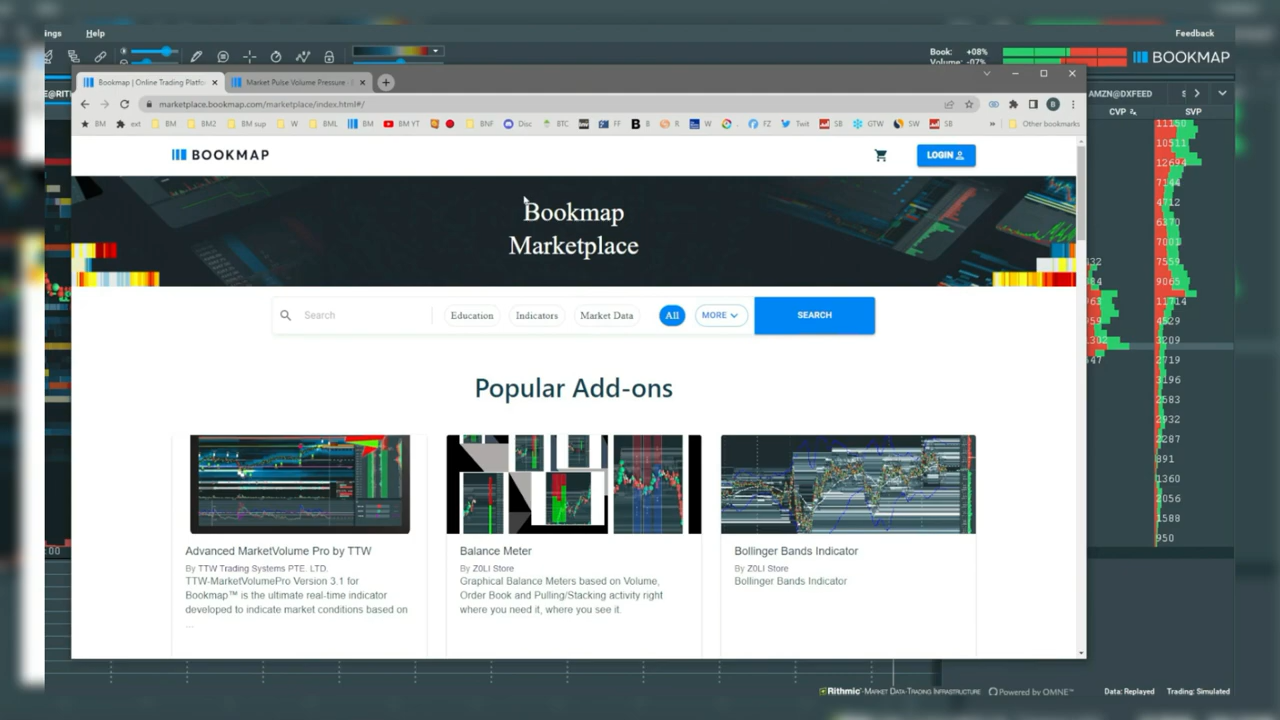 ings Help
Feedback
Book: +08%
Volume: -07%
BOOKMAP
Bookmap | Online Trading Platfo
Market Pulse Volume Pressure
E@RIT
AMZN@DXFEED
marketplace.bookmap.com/marketplace/index.html#/
CVP
SVP
BM
ext
BM
BM2
BM sup
W
BML
BM
BM YT
BNF
Disc
BTC
FF
B
R
W
FZ
Twit
SB
GTW
SW
SB
Other bookmarks
BOOKMAP
LOGIN
Bookmap
Marketplace
Search
Education
Indicators
Market Data
All
MORE
SEARCH
Popular Add-ons
Advanced MarketVolume Pro by TTW
By TTW Trading Systems PTE. LTD.
TTW-MarketVolumePro Version 3.1 for
Bookmap™ is the ultimate real-time indicator
developed to indicate market conditions based on
...
Balance Meter
By Z0LI Store
Graphical Balance Meters based on Volume,
Order Book and Pulling/Stacking activity right
where you need it, where you see it.
Bollinger Bands Indicator
By Z0LI Store
Bollinger Bands Indicator
11150
10511
12694
7144
4712
6270
7001
7559
9065
11714
4529
3209
2719
3196
2583
2932
2287
891
1360
2056
1588
950
:00
Rithmic® MARKET DATA·TRADING INFRASTRUCTURE
Powered by OMNE™
Data: Replayed
Trading: Simulated